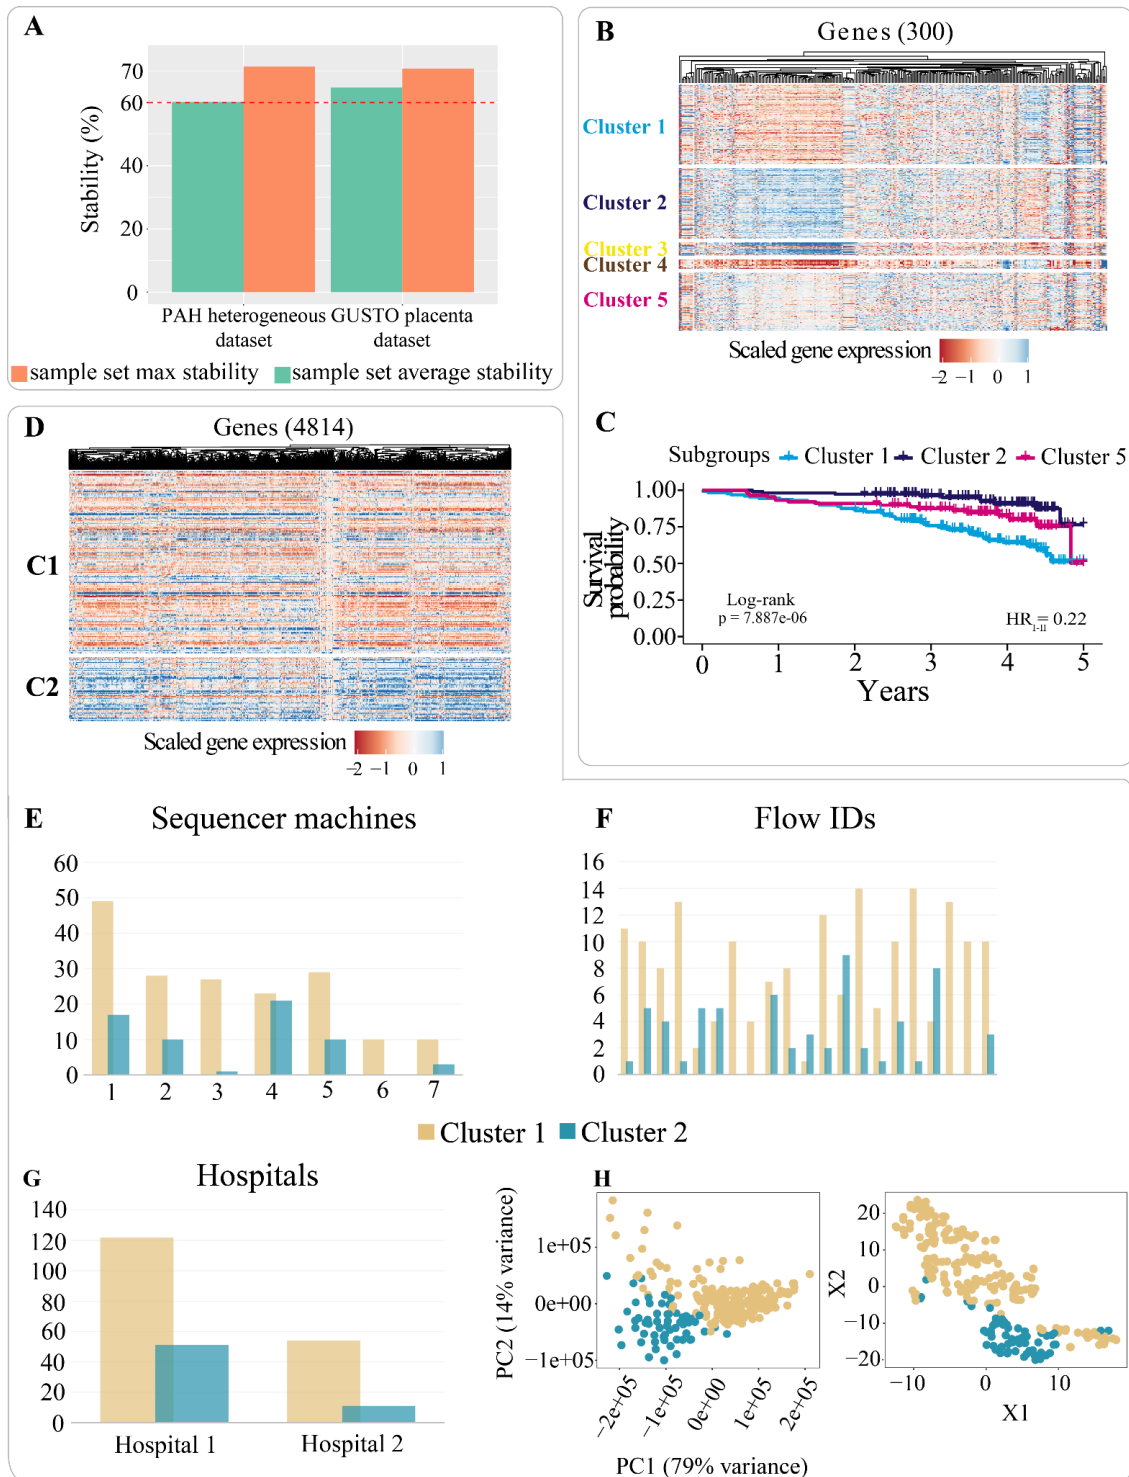 A
Stability (%)
70
60
40
20
0
PAH heterogeneous
dataset
GUSTO placenta
dataset
sample set max stability
sample set average stability
B
Genes (300)
Cluster 1
Cluster 2
Cluster 3
Cluster 4
Cluster 5
Scaled gene expression
−2 −1 0 1
C
Subgroups Cluster 1 Cluster 2 Cluster 5
Survival
probability
1.00
0.75
0.50
0.25
0.00
Log-rank
p = 7.887e-06
HR I-II = 0.22
0 1 2 3 4 5
Years
D
Genes (4814)
C1
C2
Scaled gene expression
−2 −1 0 1
E
Sequencer machines
60
50
40
30
20
10
0
1 2 3 4 5 6 7
F
Flow IDs
16
14
12
10
8
6
4
2
0
Cluster 1 Cluster 2
G
Hospitals
140
120
100
80
60
40
20
0
Hospital 1 Hospital 2
H
PC2 (14% variance)
1e+05
0e+00
−1e+05
−2e+05 −1e+05 0e+00 1e+05 2e+05
PC1 (79% variance)
X2
20
10
0
−10
−20
−10 0 10
X1